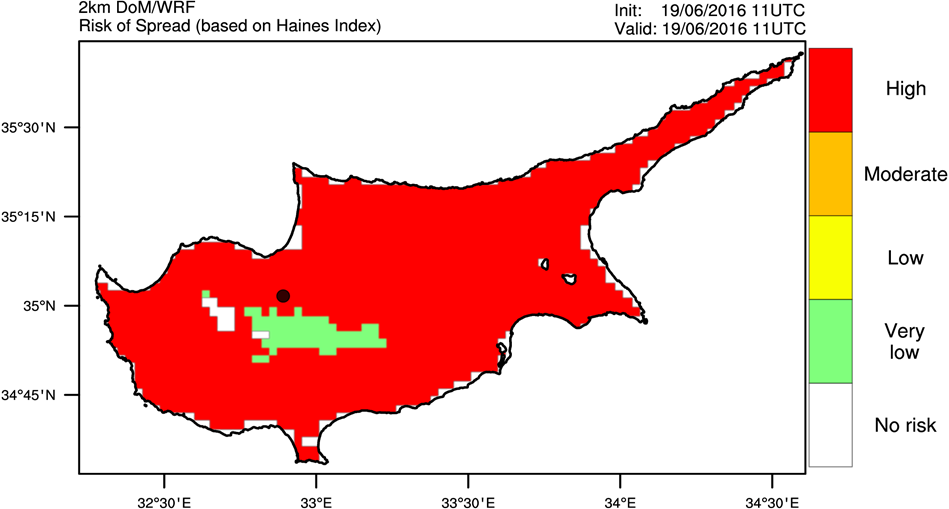 2km DoM/WRF
Init: 19/06/2016 11UTC
Risk of Spread (based on Haines Index)
Valid: 19/06/2016 11UTC
High
35°30'N
Moderate
35°15'N
Low
35°N
Very
low
34°45'N
No risk
32°30'E
33°E
33°30'E
34°E
34°30'E